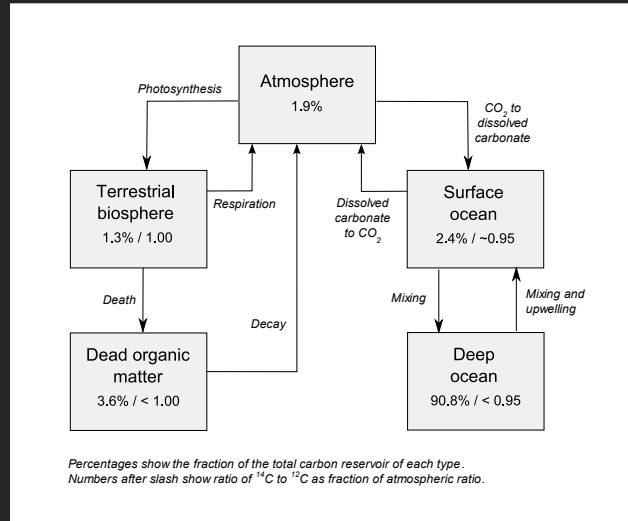 Atmosphere
1.9%
Photosynthesis
CO₂ to
dissolved
carbonate
Terrestrial
biosphere
1.3% / 1.00
Respiration
Dissolved
carbonate
to CO₂
Surface
ocean
2.4% / ~0.95
Death
Decay
Mixing
Mixing and
upwelling
Dead organic
matter
3.6% / < 1.00
Deep
ocean
90.8% / < 0.95
Percentages show the fraction of the total carbon reservoir of each type.
Numbers after slash show ratio of ¹⁴C to ¹²C as fraction of atmospheric ratio.